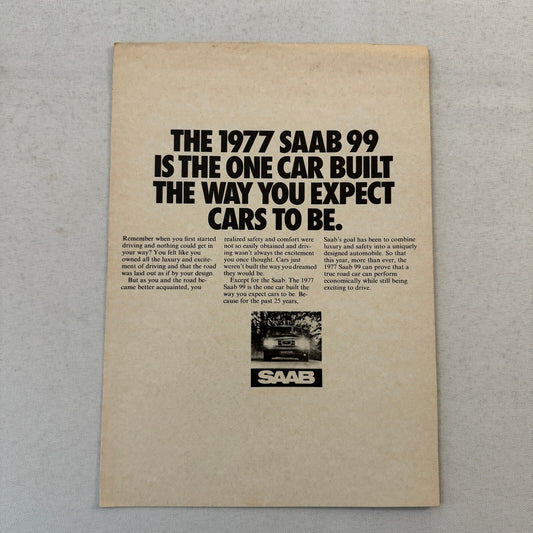 THE 1977 SAAB 99
IS THE ONE CAR BUILT
THE WAY YOU EXPECT
CARS TO BE.
Remember when you first started
driving and nothing could get in
your way? You felt like you
owned all the luxury and excite-
ment of driving and that the road
was laid out as if by your design.
But as you and the road be-
came better acquainted, you
realized safety and comfort were
not so easily obtained and driv-
ing wasn't always the excitement
you once thought. Cars just
weren't built the way you dreamed
they would be.
Except for the Saab. The 1977
Saab 99 is the one car built the
way you expect cars to be. Be-
cause for the past 25 years,
Saab's goal has been to combine
luxury and safety into a uniquely
designed automobile. So that
this year, more than ever, the
1977 Saab 99 can prove that a
true road car can perform
economically while still being
exciting to drive.
SAAB